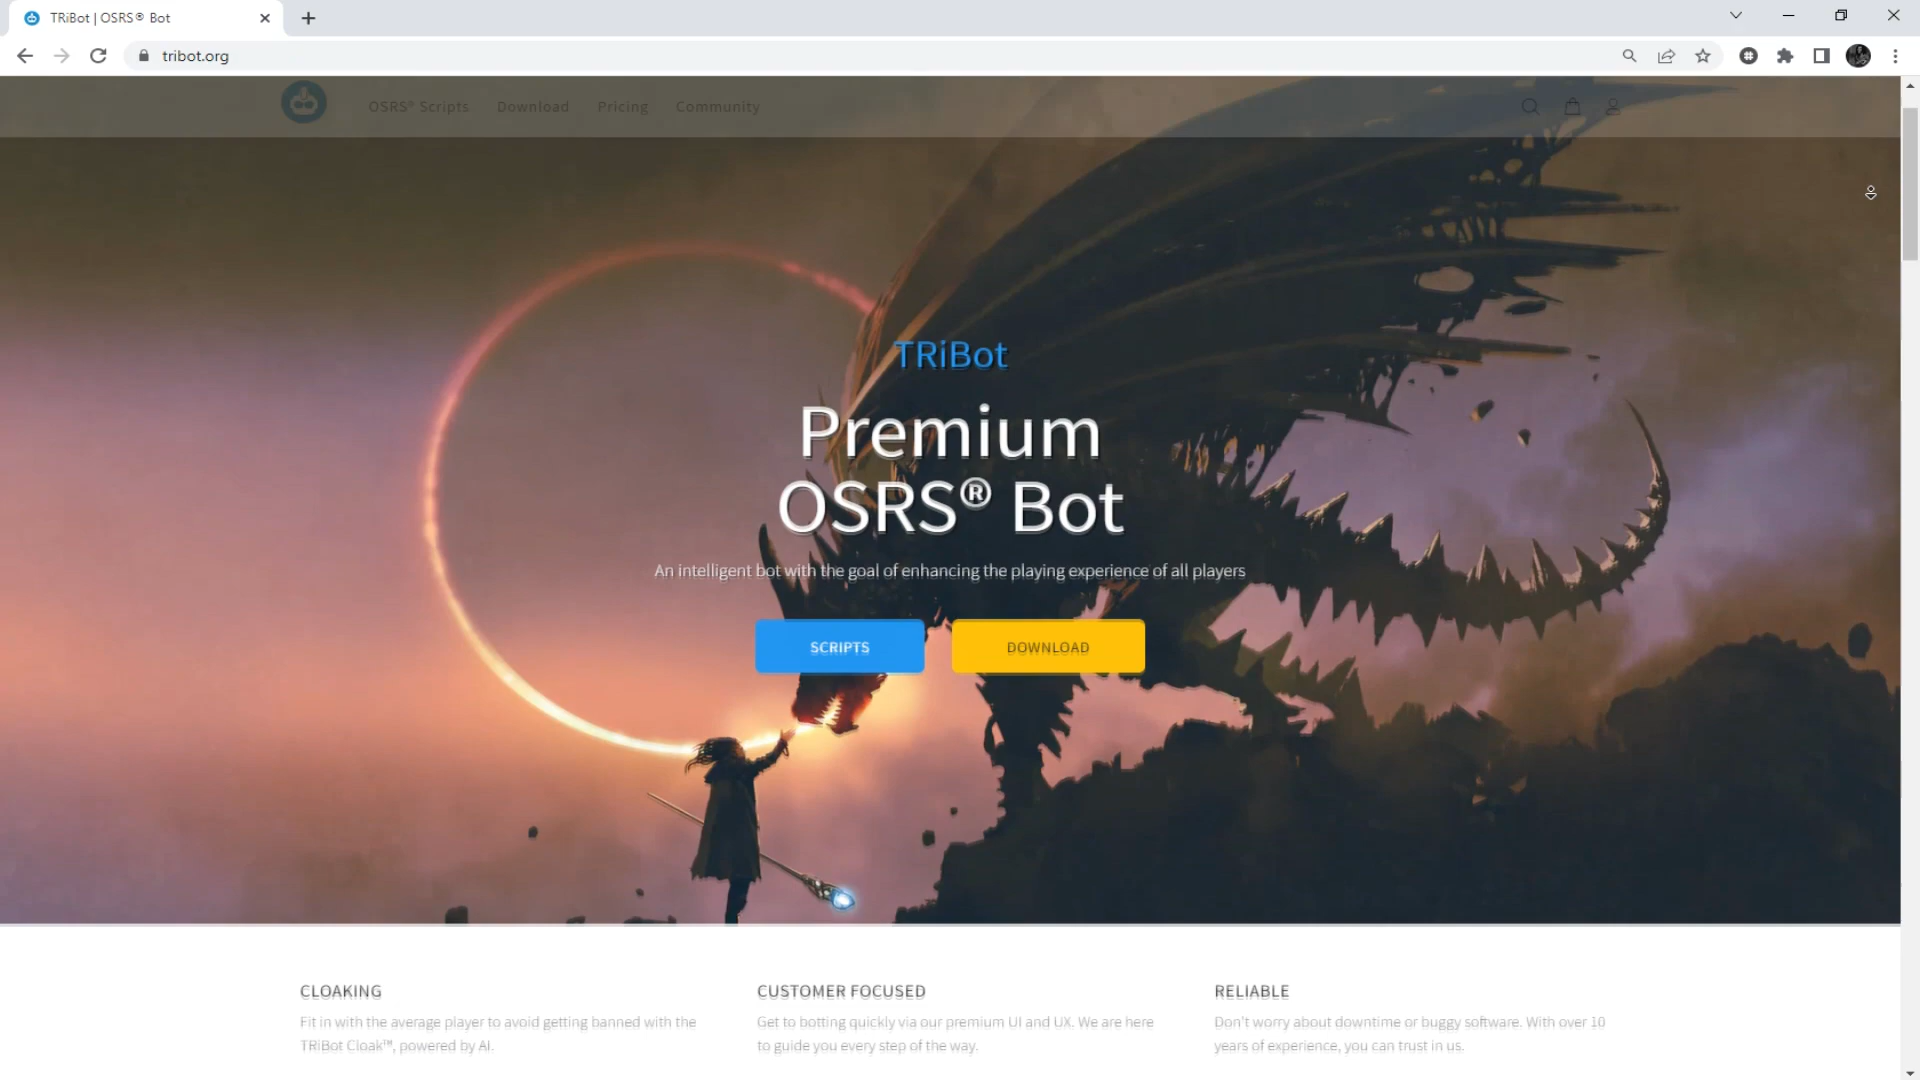 TRiBot | OSRS® Bot
tribot.org
OSRS® Scripts Download Pricing Community
TRiBot
Premium
OSRS® Bot
An intelligent bot with the goal of enhancing the playing experience of all players
SCRIPTS DOWNLOAD
CLOAKING
Fit in with the average player to avoid getting banned with the
TRiBot Cloak™, powered by AI.
CUSTOMER FOCUSED
Get to botting quickly via our premium UI and UX. We are here
to guide you every step of the way.
RELIABLE
Don't worry about downtime or buggy software. With over 10
years of experience, you can trust in us.